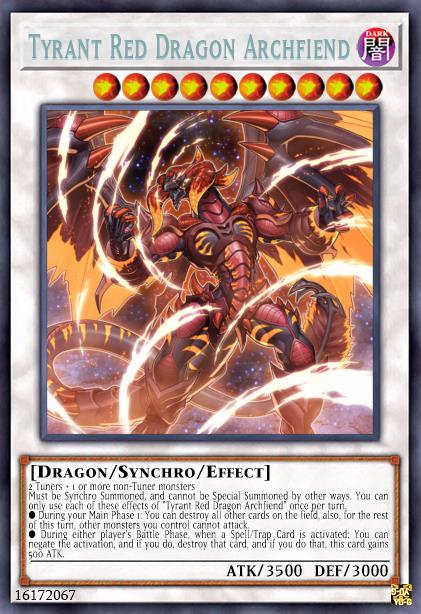 TYRANT RED DRAGON ARCHFIEND
DARK
闇
[DRAGON/SYNCHRO/EFFECT]
2 Tuners + 1 or more non-Tuner monsters
Must be Synchro Summoned, and cannot be Special Summoned by other ways. You can
only use each of these effects of "Tyrant Red Dragon Archfiend" once per turn.
● During your Main Phase 1: You can destroy all other cards on the field, also, for the rest
of this turn, other monsters you control cannot attack.
● During either player's Battle Phase, when a Spell/Trap Card is activated: You can
negate the activation, and if you do, destroy that card, and if you do that, this card gains
500 ATK.
ATK/3500 DEF/3000
16172067